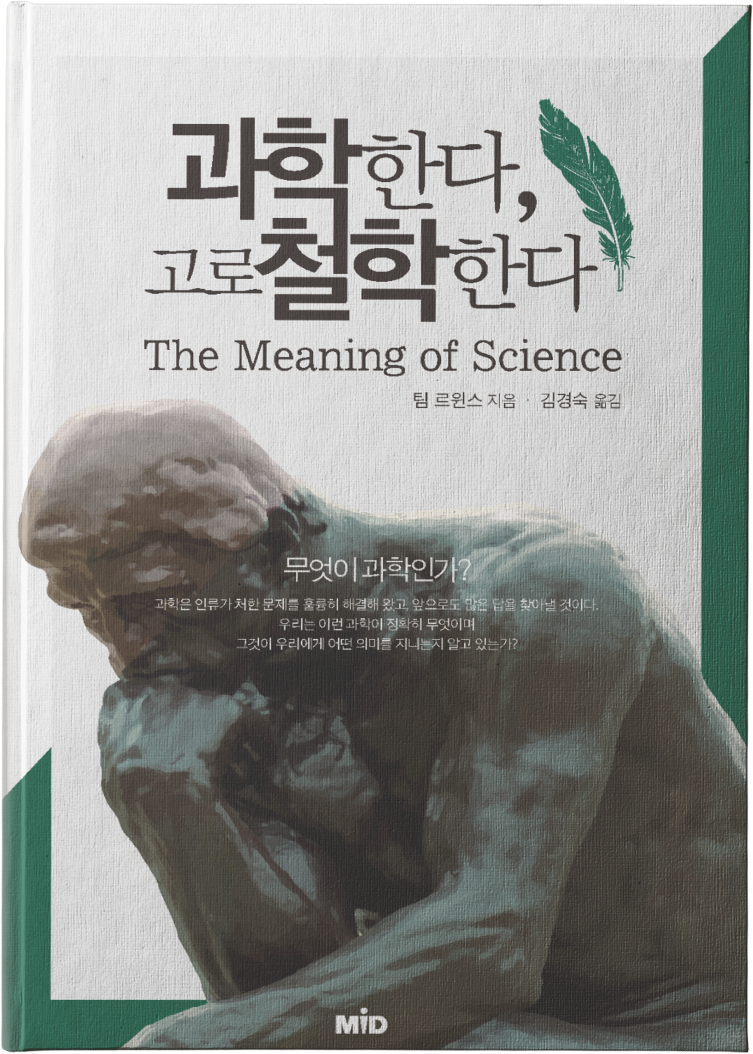 과학한다,
고로 철학한다
The Meaning of Science
팀 르윈스 지음 · 김경숙 옮김
무엇이 과학인가?
과학은 인류가 처한 문제를 훌륭히 해결해 왔고, 앞으로도 많은 답을 찾아낼 것이다.
우리는 이런 과학이 정확히 무엇이며
그것이 우리에게 어떤 의미를 지니는지 알고 있는가?
MiD